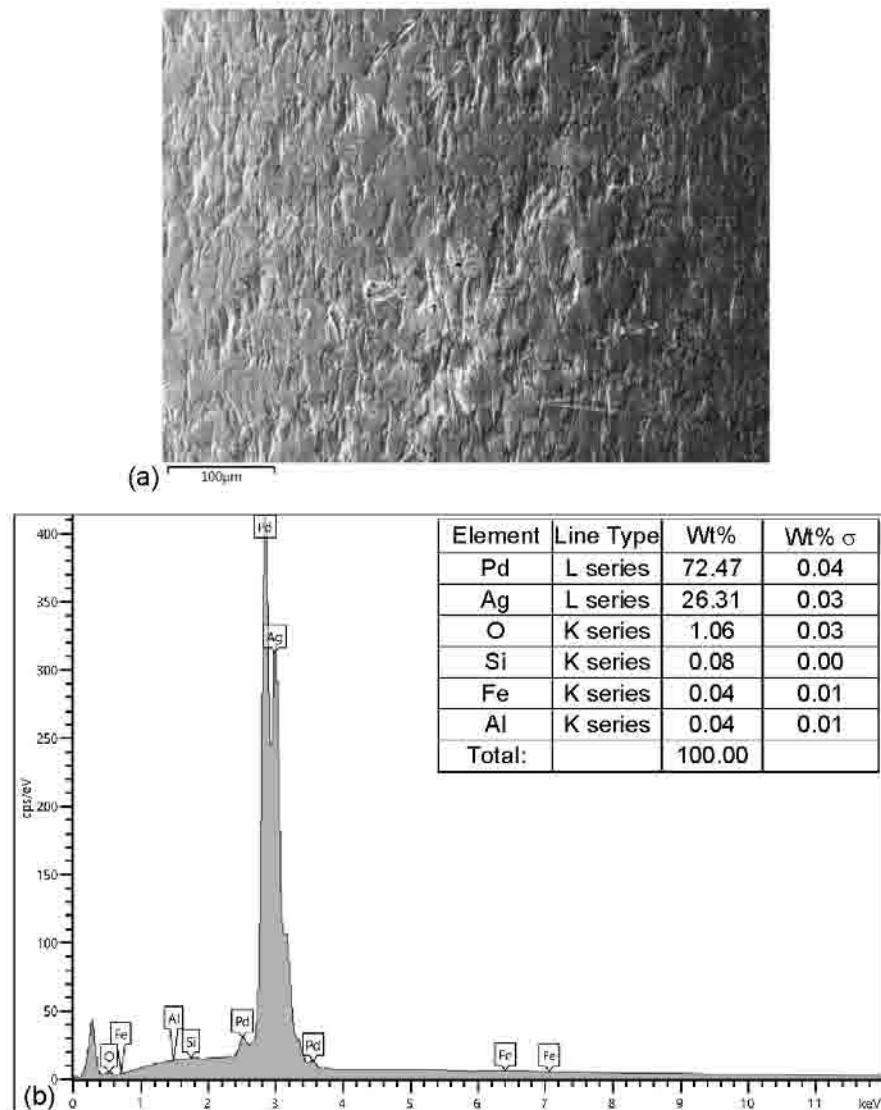 (a)
100μm
Element Line Type Wt% Wt% σ
Pd L series 72.47 0.04
Ag L series 26.31 0.03
O K series 1.06 0.03
Si K series 0.08 0.00
Fe K series 0.04 0.01
Al K series 0.04 0.01
Total: 100.00
400
350
300
250
200
150
100
50
0
cps/eV
Pd
Ag
O
Fe
Al
Si
Pd
Pd
Fe
Fe
0 1 2 3 4 5 6 7 8 9 10 11 keV
(b)